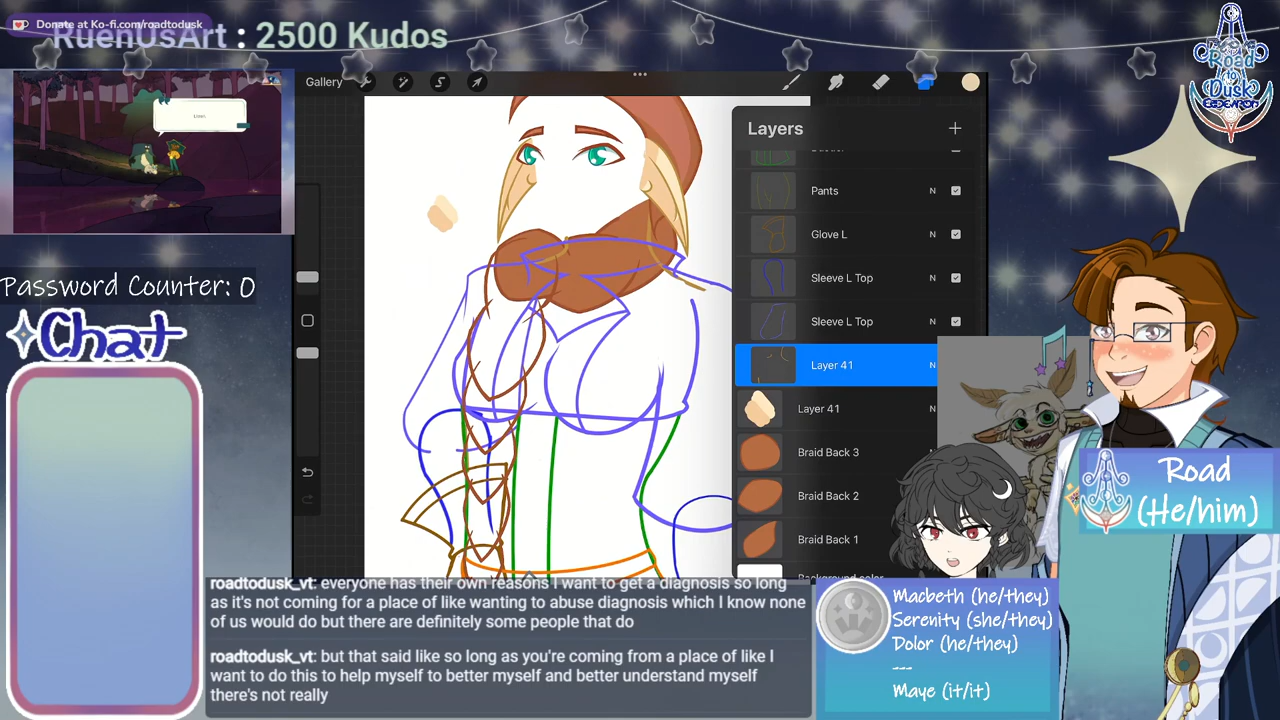 Donate at Ko-fi.com/roadtodusk
RuenUsArt : 2500 Kudos
Gallery
Layers
Pants N
Glove L N
Sleeve L Top N
Sleeve L Top N
Layer 41 N
Layer 41 N
Braid Back 3
Braid Back 2
Braid Back 1
Background color
Road to Dusk
Password Counter: 0
Chat
Road
(He/him)
Macbeth (he/they)
Serenity (she/they)
Dolor (he/they)
---
Maye (it/it)
roadtodusk_vt: everyone has their own reasons I want to get a diagnosis so long
as it's not coming for a place of like wanting to abuse diagnosis which I know none
of us would do but there are definitely some people that do
roadtodusk_vt: but that said like so long as you're coming from a place of like I
want to do this to help myself to better myself and better understand myself
there's not really